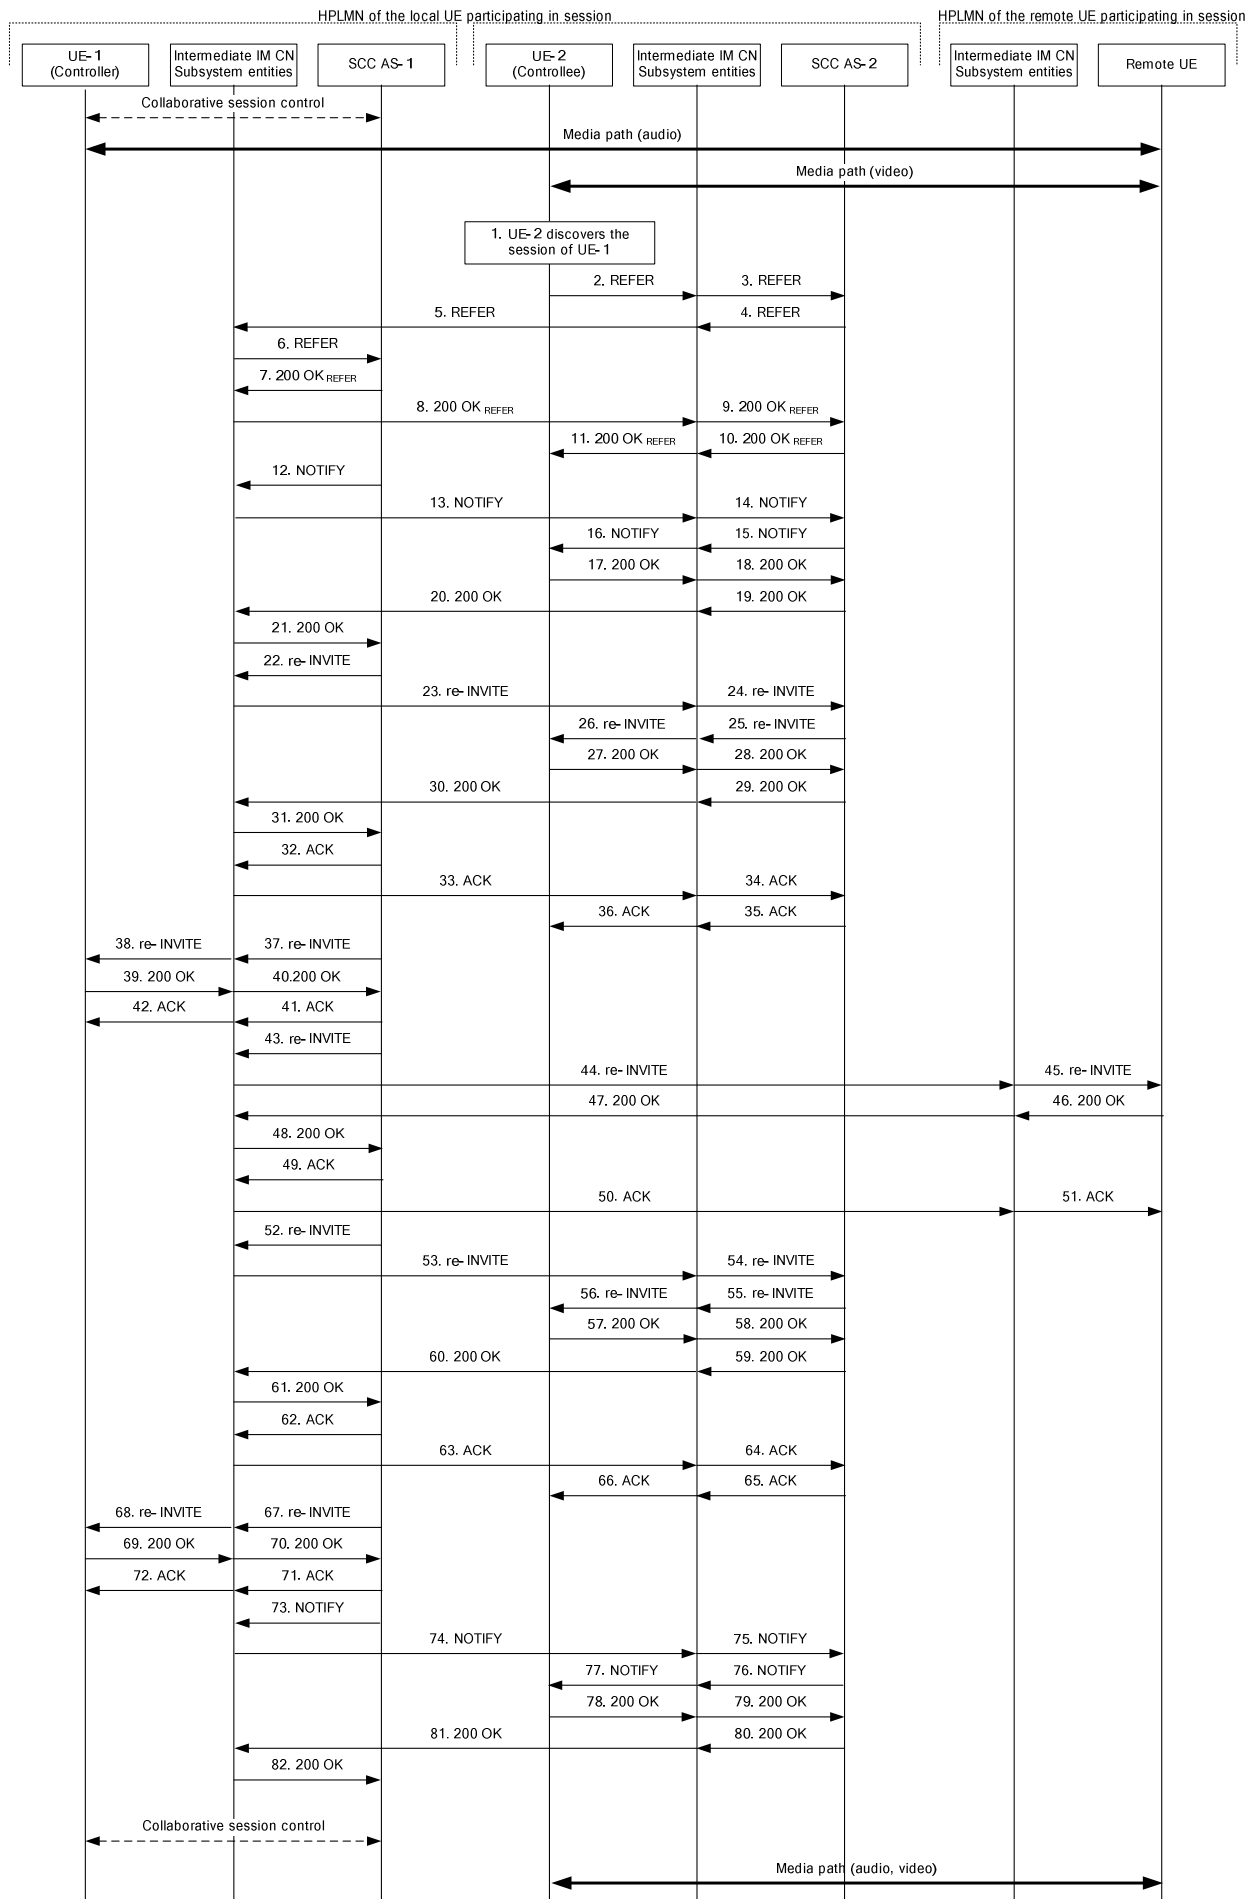 HPLMN of the local UE participating in session
HPLMN of the remote UE participating in session
UE-1
(Controller)
Intermediate IM CN
Subsystem entities
SCC AS-1
UE-2
(Controllee)
Intermediate IM CN
Subsystem entities
SCC AS-2
Intermediate IM CN
Subsystem entities
Remote UE
Collaborative session control
Media path (audio)
Media path (video)
1. UE-2 discovers the
session of UE-1
2. REFER
3. REFER
5. REFER
4. REFER
6. REFER
7. 200 OK REFER
8. 200 OK REFER
9. 200 OK REFER
11. 200 OK REFER
10. 200 OK REFER
12. NOTIFY
13. NOTIFY
14. NOTIFY
16. NOTIFY
15. NOTIFY
17. 200 OK
18. 200 OK
20. 200 OK
19. 200 OK
21. 200 OK
22. re-INVITE
23. re-INVITE
24. re-INVITE
26. re-INVITE
25. re-INVITE
27. 200 OK
28. 200 OK
30. 200 OK
29. 200 OK
31. 200 OK
32. ACK
33. ACK
34. ACK
36. ACK
35. ACK
38. re-INVITE
37. re-INVITE
39. 200 OK
40.200 OK
42. ACK
41. ACK
43. re-INVITE
44. re-INVITE
45. re-INVITE
47. 200 OK
46. 200 OK
48. 200 OK
49. ACK
50. ACK
51. ACK
52. re-INVITE
53. re-INVITE
54. re-INVITE
56. re-INVITE
55. re-INVITE
57. 200 OK
58. 200 OK
60. 200 OK
59. 200 OK
61. 200 OK
62. ACK
63. ACK
64. ACK
66. ACK
65. ACK
68. re-INVITE
67. re-INVITE
69. 200 OK
70. 200 OK
72. ACK
71. ACK
73. NOTIFY
74. NOTIFY
75. NOTIFY
77. NOTIFY
76. NOTIFY
78. 200 OK
79. 200 OK
81. 200 OK
80. 200 OK
82. 200 OK
Collaborative session control
Media path (audio, video)